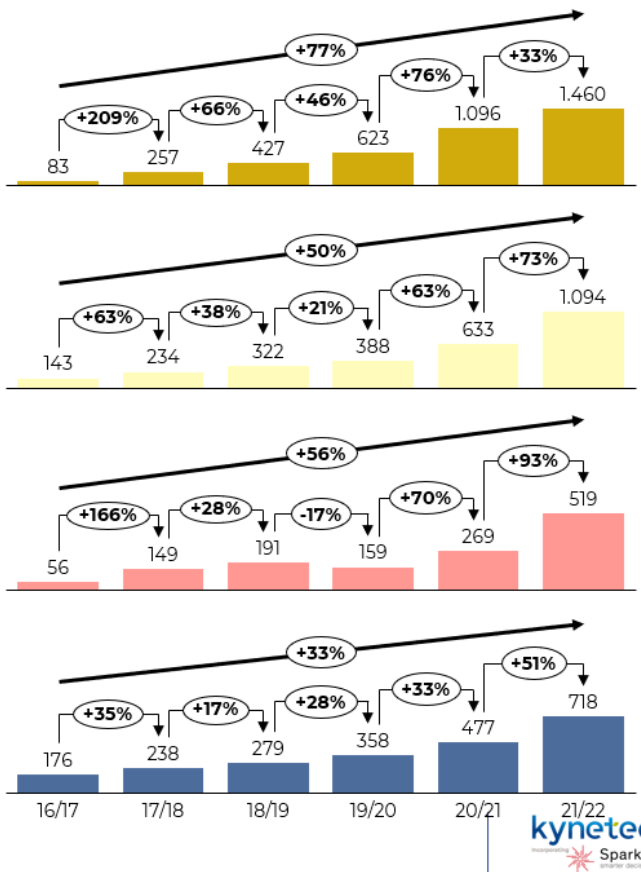 +77%
+209% +66% +46% +76% +33%
83 257 427 623 1.096 1.460
+50%
+63% +38% +21% +63% +73%
143 234 322 388 633 1.094
+56%
+166% +28% -17% +70% +93%
56 149 191 159 269 519
+33%
+35% +17% +28% +33% +51%
176 238 279 358 477 718
16/17 17/18 18/19 19/20 20/21 21/22
kynetec
incorporating
Spark
smarter deci